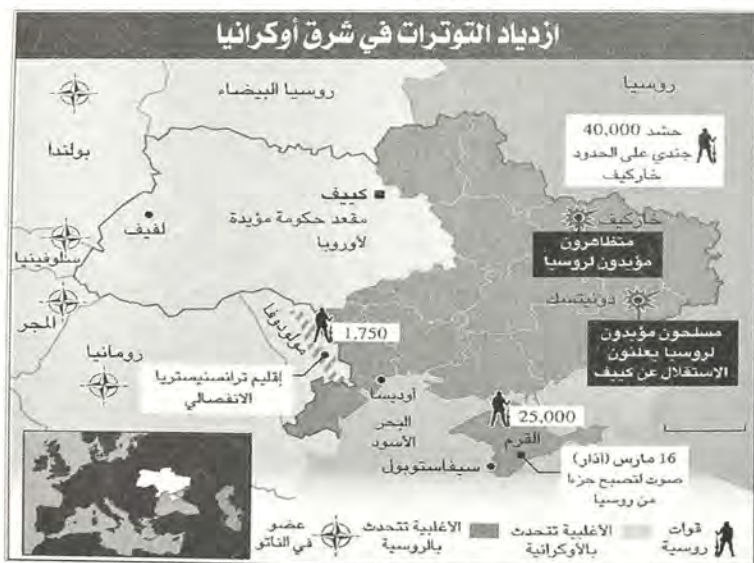 ازدياد التوترات في شرق أوكرانيا
روسيا البيضاء
روسيا
بولندا
حشد 40,000
جندي على الحدود
خاركيف
كييف
مقعد حكومة مؤيدة
لأوروبا
لفيف
خاركيف
متظاهرون
مؤيدون لروسيا
سلوفينيا
دونيتسك
المجر
مولودوفا
1,750
مسلحون مؤيدون
لروسيا يعلنون
الاستقلال عن كييف
رومانيا
إقليم ترانسنيستريا
الانفصالي
أوديسا
البحر
الأسود
25,000
القرم
سيفاستوبول
16 مارس (آذار)
صوت لتصبح جزءا
من روسيا
قوات
روسية
الأغلبية تتحدث
بالأوكرانية
الأغلبية تتحدث
بالروسية
عضو
في الناتو